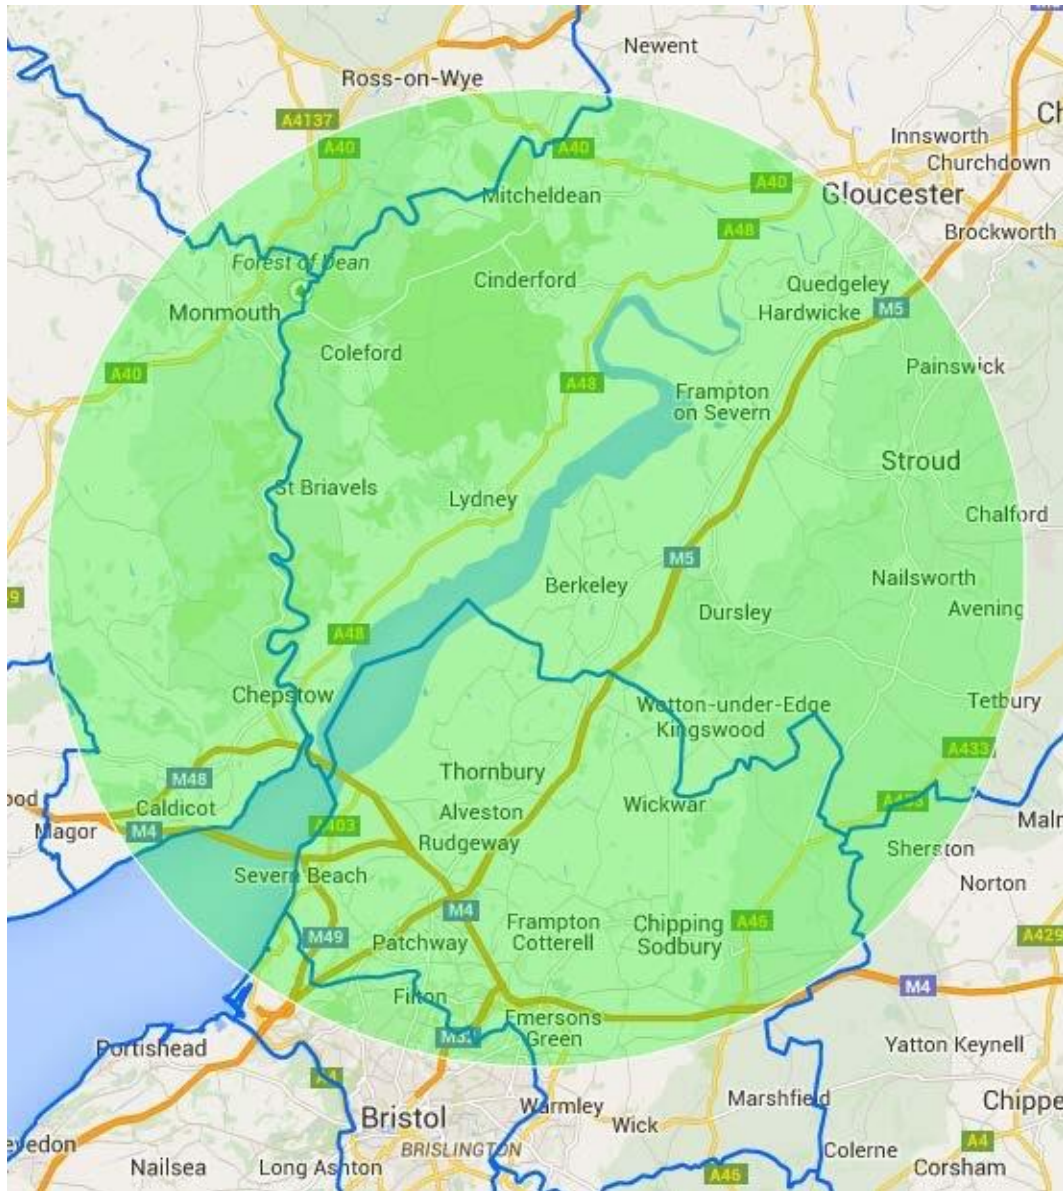 Newent
Ross-on-Wye
A4137
A40
A40
Innsworth
Churchdown
Mitcheldean
A40
Gloucester
A48
Brockworth
Forest of Dean
Cinderford
Quedgeley
Monmouth
Hardwicke
M5
Coleford
A40
A48
Painswick
Frampton
on Severn
Stroud
St Briavels
Lydney
Chalford
M5
Berkeley
Nailsworth
Avening
Dursley
A48
Chepstow
Wotton-under-Edge
Tetbury
Kingswood
A433
Thornbury
M48
Caldicot
Alveston
Wickwar
Magor
M4
A403
Rudgeway
Sherston
Severn Beach
Norton
M4
Frampton
Cotterell
Chipping
Sodbury
A46
A429
M49
Patchway
M4
Filton
Emersons
Green
M32
Portishead
Yatton Keynell
A4
Marshfield
Bristol
Warmley
Chippe
Wick
BRISLINGTON
A4
Colerne
Nailsea
Long Ashton
A46
Corsham